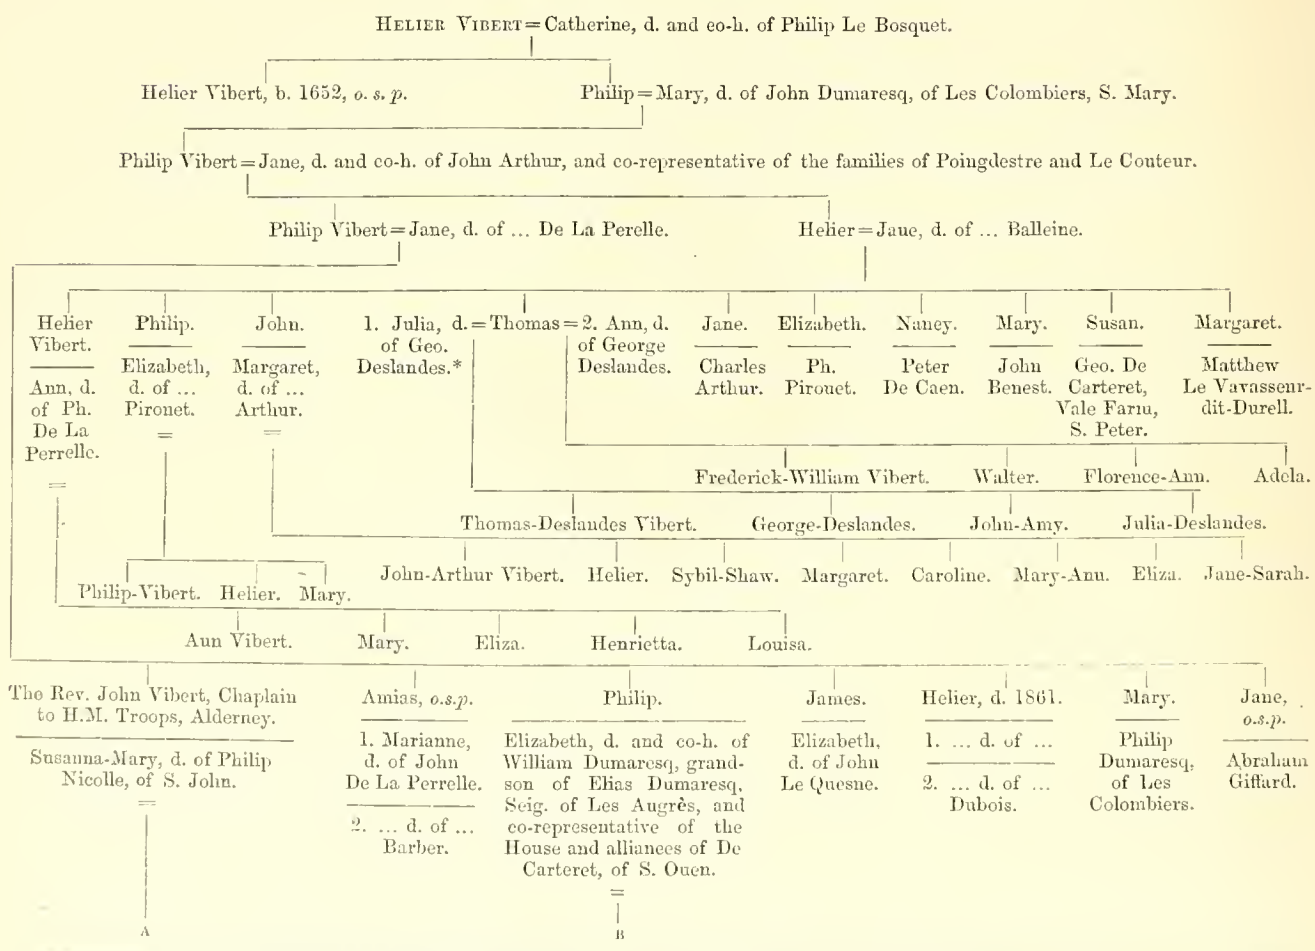 HELIER VIBERT = Catherine, d. and co-h. of Philip Le Bosquet.
Helier Vibert, b. 1652, o. s. p.
Philip = Mary, d. of John Dumaresq, of Les Colombiers, S. Mary.
Philip Vibert = Jane, d. and co-h. of John Arthur, and co-representative of the families of Poingdestre and Le Couteur.
Philip Vibert = Jane, d. of ... De La Perelle.
Helier = Jane, d. of ... Balleine.
Helier
Vibert.
Ann, d.
of Ph.
De La
Perrelle.
=
Philip.
Elizabeth,
d. of ...
Pirouet.
=
John.
Margaret,
d. of ...
Arthur.
=
1. Julia, d. = Thomas = 2. Ann, d.
of Geo.
Deslandes.*
of George
Deslandes.
Jane.
Charles
Arthur.
Elizabeth.
Ph.
Pirouet.
Nancy.
Peter
De Caen.
Mary.
John
Benest.
Susan.
Geo. De
Carteret,
Vale Farm,
S. Peter.
Margaret.
Matthew
Le Vavasseur-
dit-Durell.
Frederick-William Vibert. Walter. Florence-Ann. Adela.
Thomas-Deslandes Vibert. George-Deslandes. John-Amy. Julia-Deslandes.
John-Arthur Vibert. Helier. Sybil-Shaw. Margaret. Caroline. Mary-Ann. Eliza. Jane-Sarah.
Philip-Vibert. Helier. Mary.
Ann Vibert. Mary. Eliza. Henrietta. Louisa.
The Rev. John Vibert, Chaplain
to H.M. Troops, Alderney.
Susanna-Mary, d. of Philip
Nicolle, of S. John.
=
A
Amias, o.s.p.
1. Marianne,
d. of John
De La Perrelle.
2. ... d. of ...
Barber.
Philip.
Elizabeth, d. and co-h. of
William Dumaresq, grand-
son of Elias Dumaresq,
Seig. of Les Augrès, and
co-representative of the
House and alliances of De
Carteret, of S. Ouen.
=
B
James.
Elizabeth,
d. of John
Le Quesne.
Helier, d. 1861.
1. ... d. of ...
2. ... d. of ...
Dubois.
Mary.
Philip
Dumaresq,
of Les
Colombiers.
Jane,
o.s.p.
Abraham
Giffard.